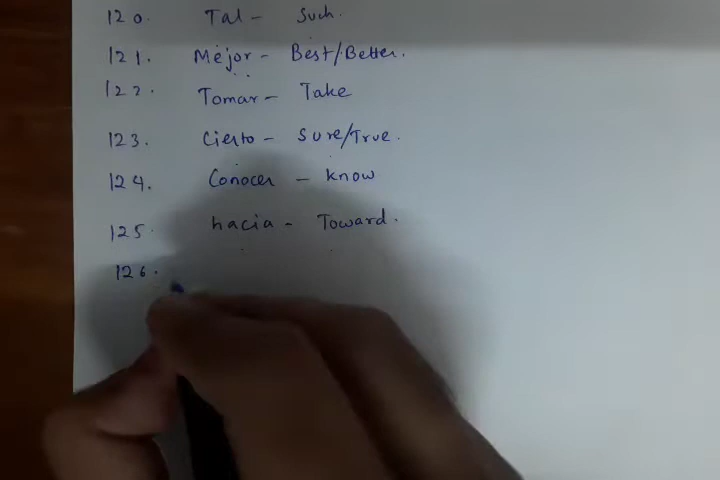 120. Tal - Such.
121. Mejor - Best/Better.
122. Tomar - Take
123. Cierto - Sure/True.
124. Conocer - know
125. hacia - Toward.
126.